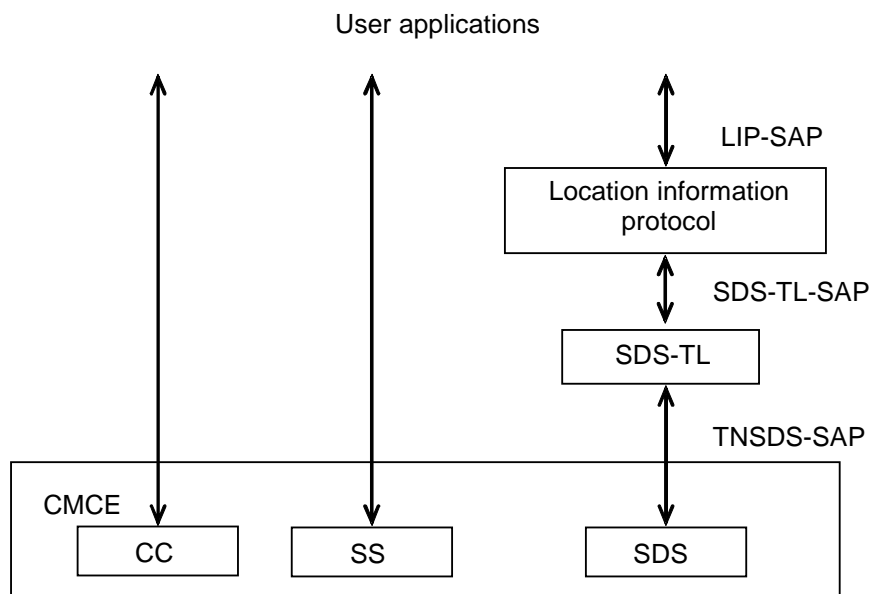 User applications
LIP-SAP
Location information
protocol
SDS-TL-SAP
SDS-TL
TNSDS-SAP
CMCE
CC
SS
SDS